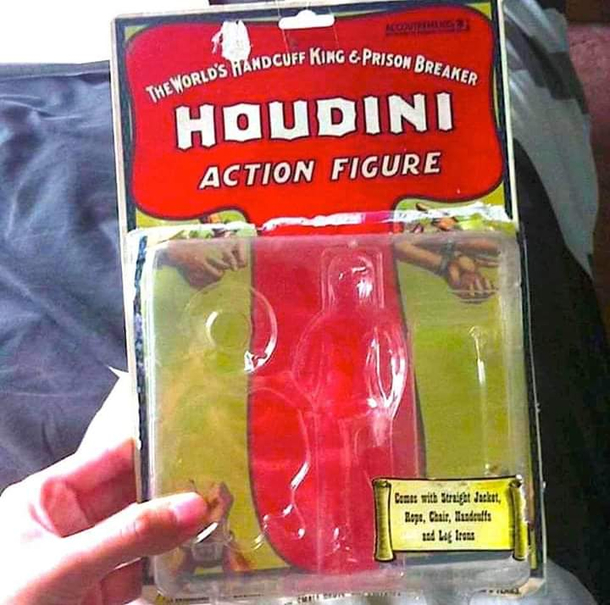 ACCOUTREMENTS
THE WORLD'S HANDCUFF KING & PRISON BREAKER
HOUDINI
ACTION FIGURE
Comes with Straight Jacket,
Rope, Chair, Handcuffs
and Leg Irons